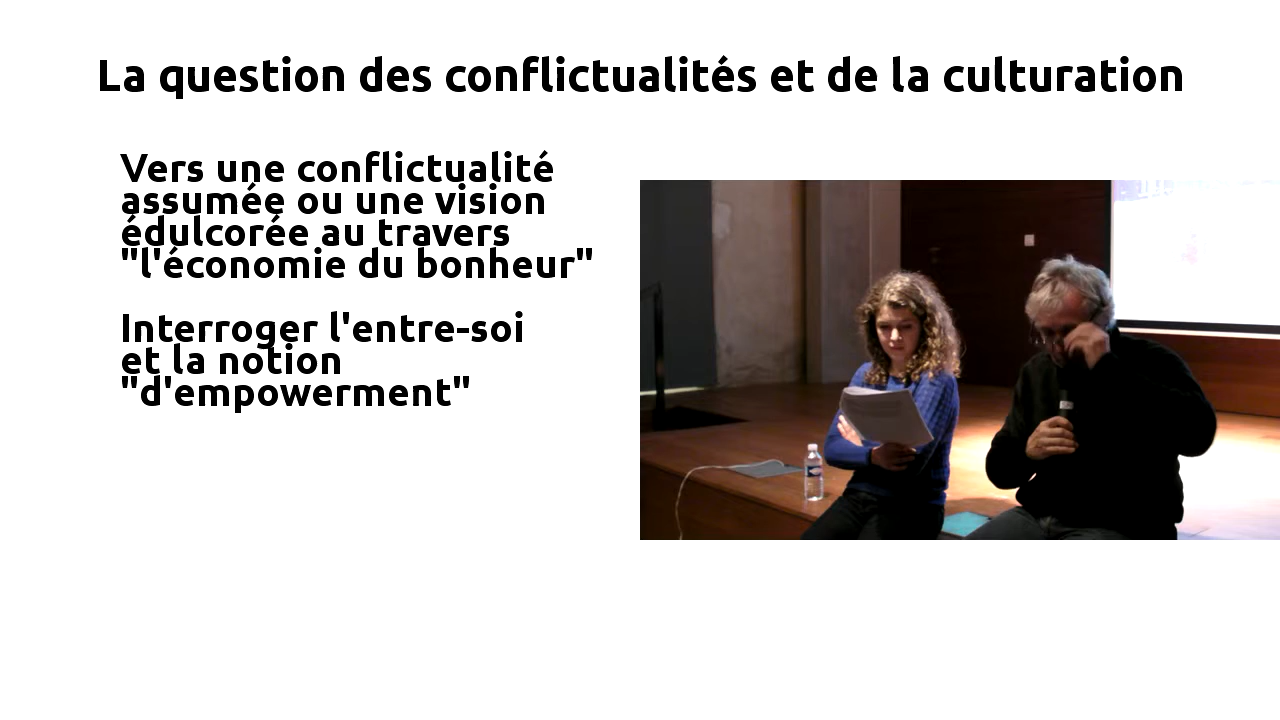 La question des conflictualités et de la culturation
Vers une conflictualité
assumée ou une vision
édulcorée au travers
"l'économie du bonheur"
Interroger l'entre-soi
et la notion
"d'empowerment"